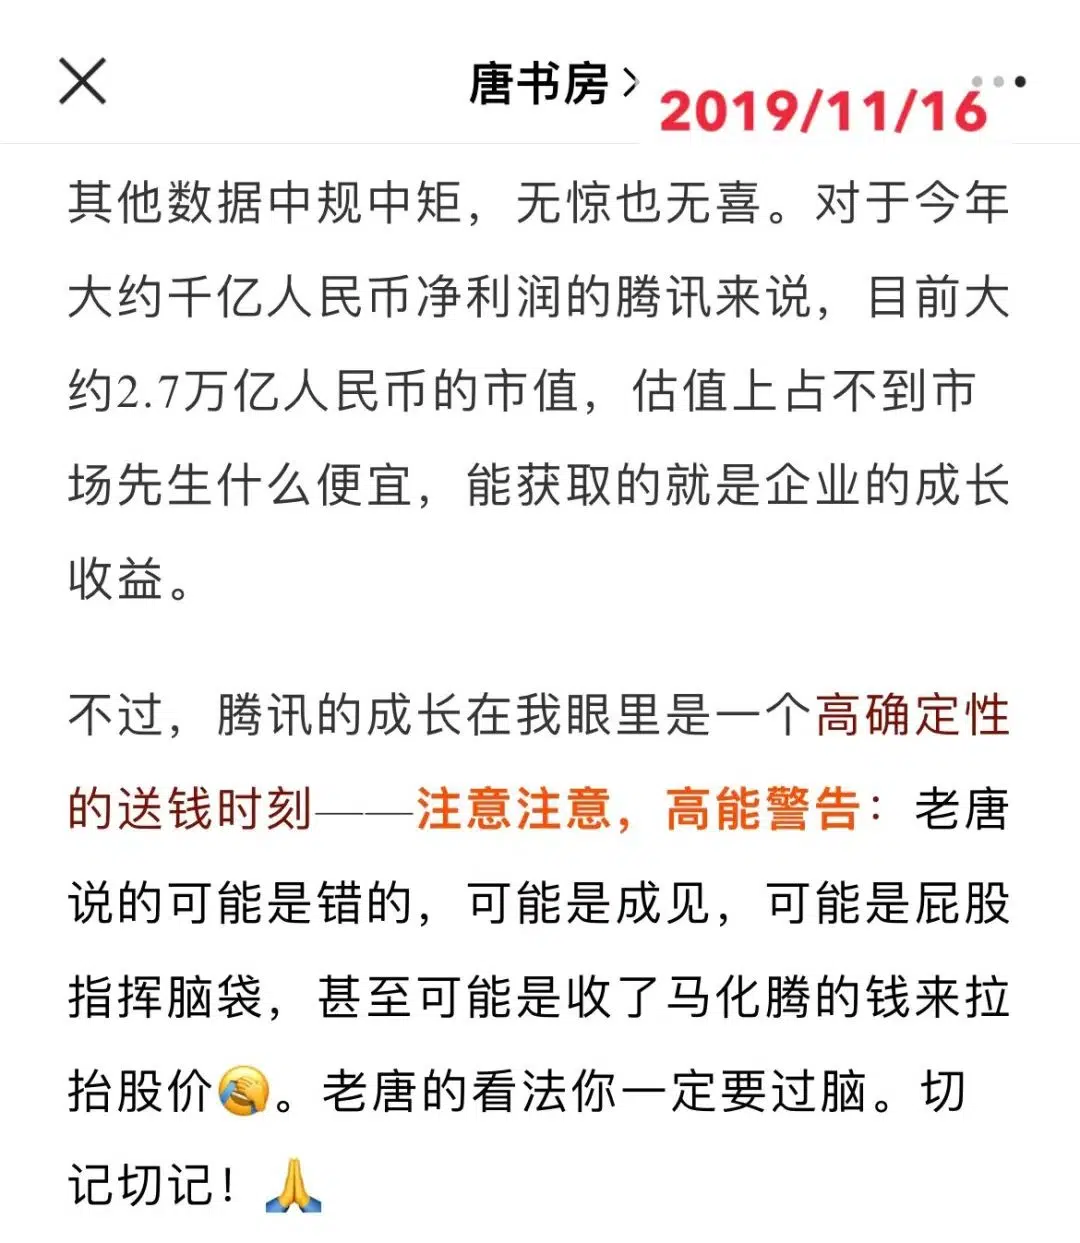 唐书房
2019/11/16
其他数据中规中矩，无惊也无喜。对于今年
大约千亿人民币净利润的腾讯来说，目前大
约2.7万亿人民币的市值，估值上占不到市
场先生什么便宜，能获取的就是企业的成长
收益。
不过，腾讯的成长在我眼里是一个高确定性
的送钱时刻——注意注意，高能警告：老唐
说的可能是错的，可能是成见，可能是屁股
指挥脑袋，甚至可能是收了马化腾的钱来拉
抬股价🤦。老唐的看法你一定要过脑。切
记切记！🙏